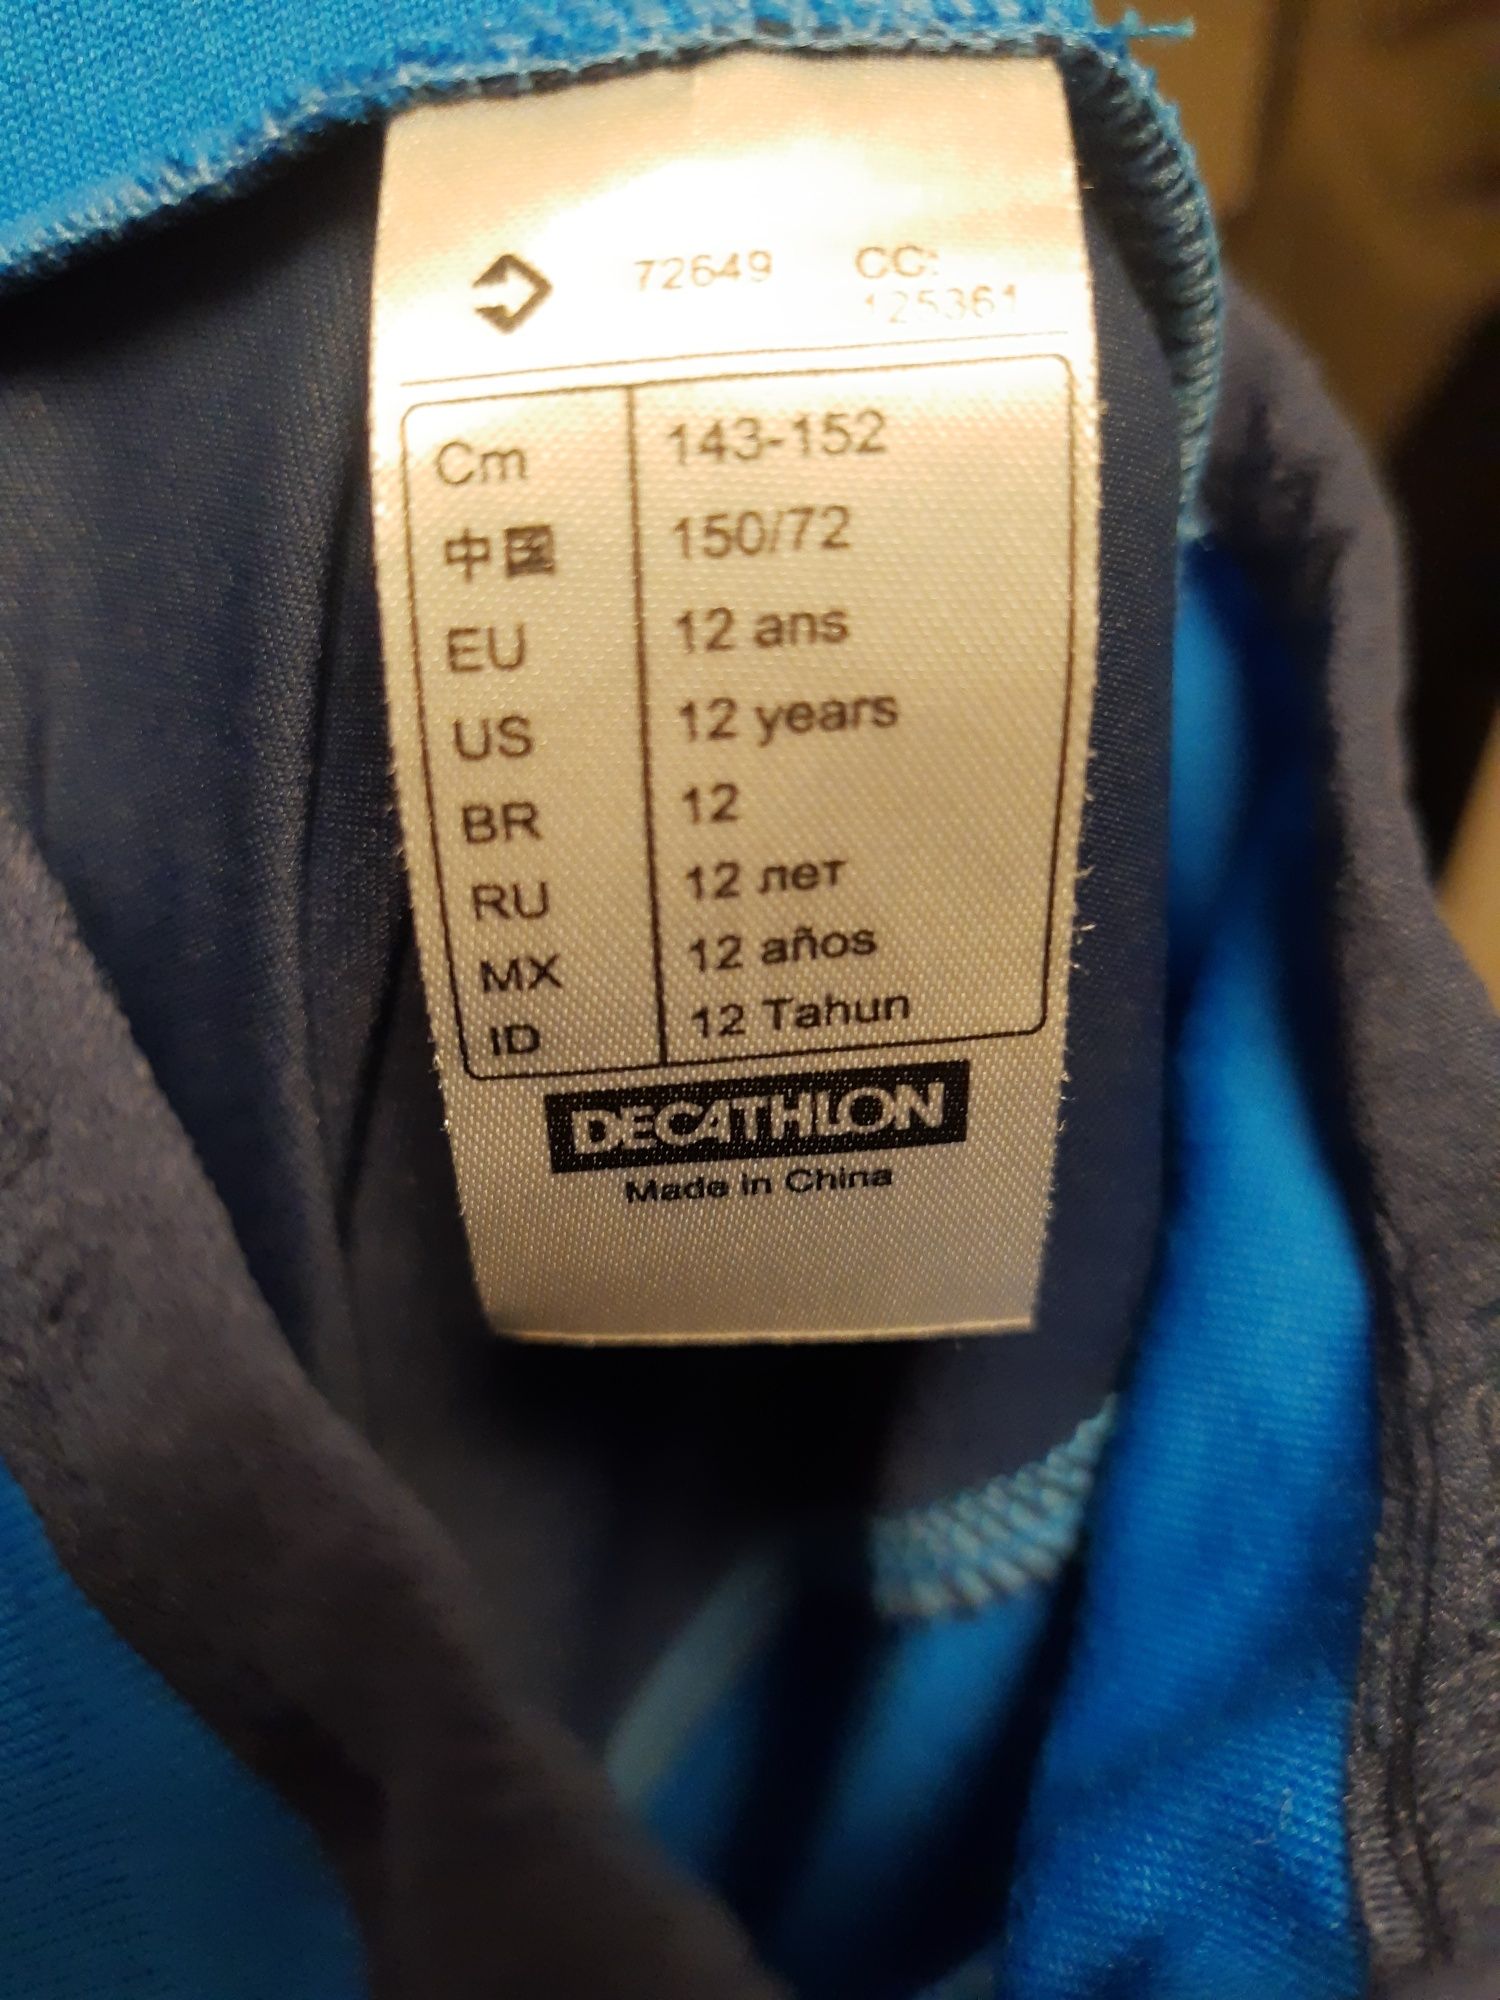 72649 CC:
125361
Cm 143-152
中国 150/72
EU 12 ans
US 12 years
BR 12
RU 12 лет
MX 12 años
ID 12 Tahun
DECATHLON
Made in China